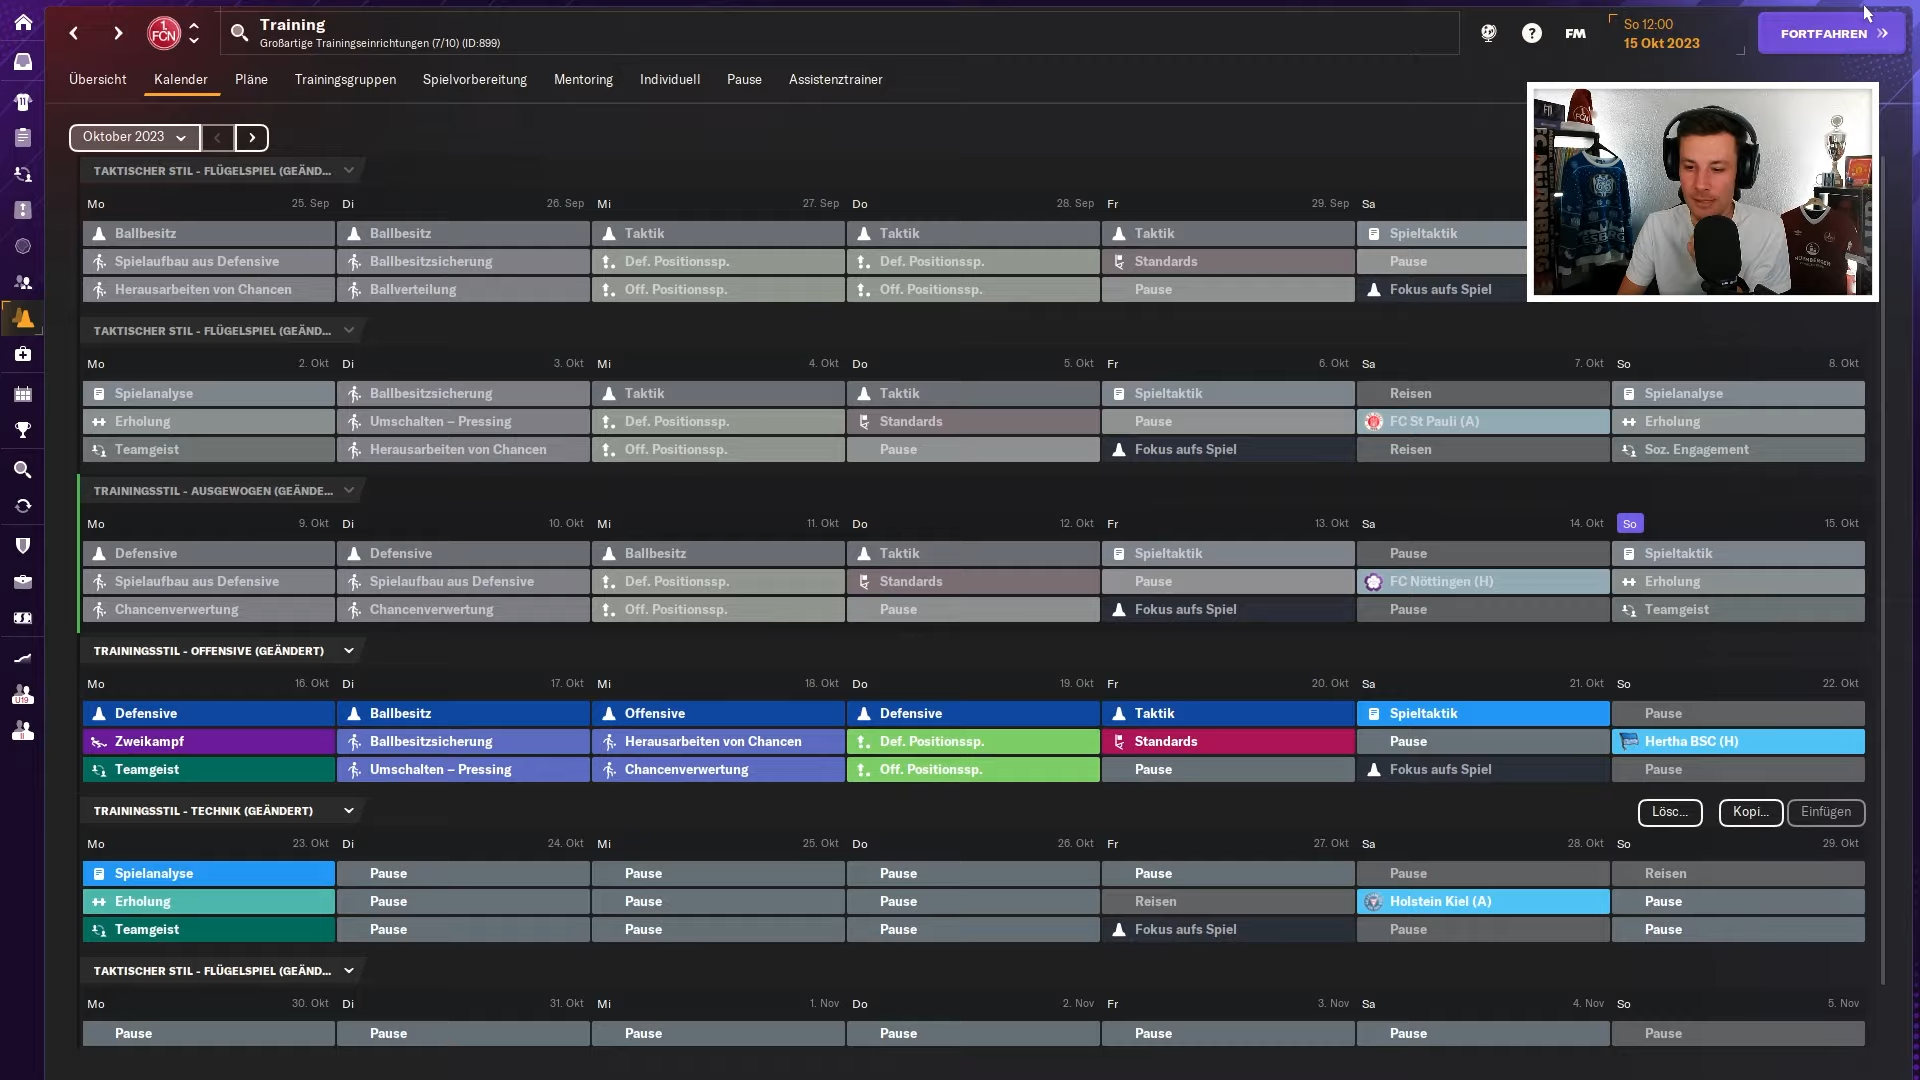 Training
Großartige Trainingseinrichtungen (7/10) (ID:899)
FM
So 12:00
15 Okt 2023
FORTFAHREN
Übersicht Kalender Pläne Trainingsgruppen Spielvorbereitung Mentoring Individuell Pause Assistenztrainer
Oktober 2023
TAKTISCHER STIL - FLÜGELSPIEL (GEÄND...
Mo 25. Sep Di 26. Sep Mi 27. Sep Do 28. Sep Fr 29. Sep Sa
Ballbesitz Ballbesitz Taktik Taktik Taktik Spieltaktik
Spielaufbau aus Defensive Ballbesitzsicherung Def. Positionssp. Def. Positionssp. Standards Pause
Herausarbeiten von Chancen Ballverteilung Off. Positionssp. Off. Positionssp. Pause Fokus aufs Spiel
TAKTISCHER STIL - FLÜGELSPIEL (GEÄND...
Mo 2. Okt Di 3. Okt Mi 4. Okt Do 5. Okt Fr 6. Okt Sa 7. Okt So 8. Okt
Spielanalyse Ballbesitzsicherung Taktik Taktik Spieltaktik Reisen Spielanalyse
Erholung Umschalten – Pressing Def. Positionssp. Standards Pause FC St Pauli (A) Erholung
Teamgeist Herausarbeiten von Chancen Off. Positionssp. Pause Fokus aufs Spiel Reisen Soz. Engagement
TRAININGSSTIL - AUSGEWOGEN (GEÄNDE...
Mo 9. Okt Di 10. Okt Mi 11. Okt Do 12. Okt Fr 13. Okt Sa 14. Okt So 15. Okt
Defensive Defensive Ballbesitz Taktik Spieltaktik Pause Spieltaktik
Spielaufbau aus Defensive Spielaufbau aus Defensive Def. Positionssp. Standards Pause FC Nöttingen (H) Erholung
Chancenverwertung Chancenverwertung Off. Positionssp. Pause Fokus aufs Spiel Pause Teamgeist
TRAININGSSTIL - OFFENSIVE (GEÄNDERT)
Mo 16. Okt Di 17. Okt Mi 18. Okt Do 19. Okt Fr 20. Okt Sa 21. Okt So 22. Okt
Defensive Ballbesitz Offensive Defensive Taktik Spieltaktik Pause
Zweikampf Ballbesitzsicherung Herausarbeiten von Chancen Def. Positionssp. Standards Pause Hertha BSC (H)
Teamgeist Umschalten – Pressing Chancenverwertung Off. Positionssp. Pause Fokus aufs Spiel Pause
TRAININGSSTIL - TECHNIK (GEÄNDERT) Lösc... Kopi... Einfügen
Mo 23. Okt Di 24. Okt Mi 25. Okt Do 26. Okt Fr 27. Okt Sa 28. Okt So 29. Okt
Spielanalyse Pause Pause Pause Pause Pause Reisen
Erholung Pause Pause Pause Reisen Holstein Kiel (A) Pause
Teamgeist Pause Pause Pause Fokus aufs Spiel Pause Pause
TAKTISCHER STIL - FLÜGELSPIEL (GEÄND...
Mo 30. Okt Di 31. Okt Mi 1. Nov Do 2. Nov Fr 3. Nov Sa 4. Nov So 5. Nov
Pause Pause Pause Pause Pause Pause Pause